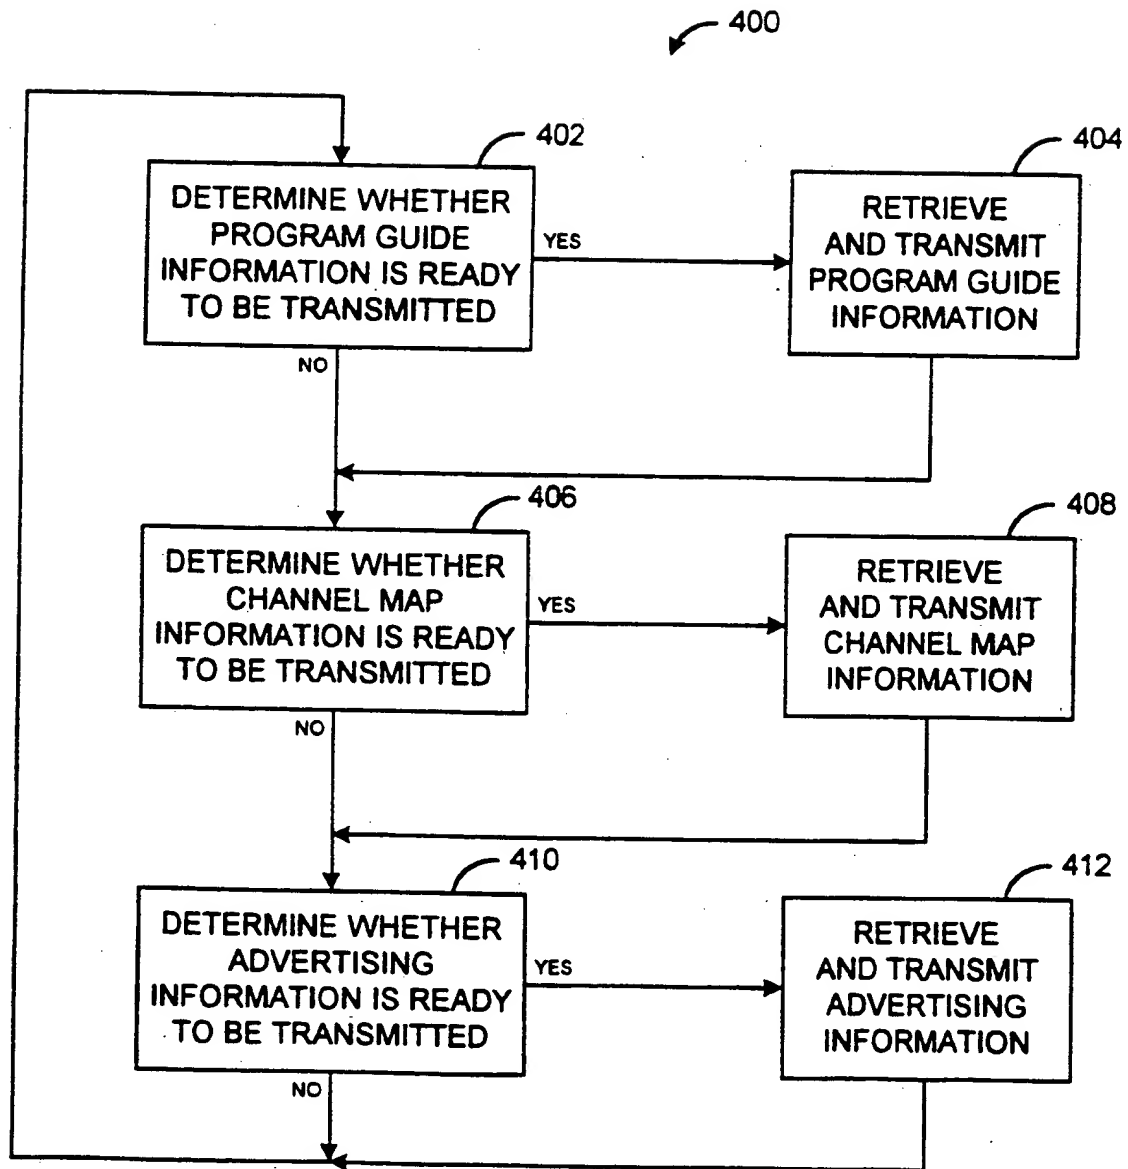 400
402
DETERMINE WHETHER
PROGRAM GUIDE
INFORMATION IS READY
TO BE TRANSMITTED
YES
NO
404
RETRIEVE
AND TRANSMIT
PROGRAM GUIDE
INFORMATION
406
DETERMINE WHETHER
CHANNEL MAP
INFORMATION IS READY
TO BE TRANSMITTED
YES
NO
408
RETRIEVE
AND TRANSMIT
CHANNEL MAP
INFORMATION
410
DETERMINE WHETHER
ADVERTISING
INFORMATION IS READY
TO BE TRANSMITTED
YES
NO
412
RETRIEVE
AND TRANSMIT
ADVERTISING
INFORMATION